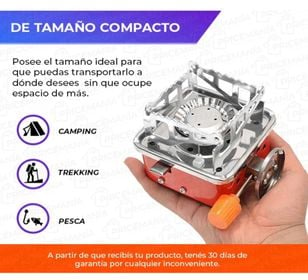 DE TAMAÑO COMPACTO
Posee el tamaño ideal para
que puedas transportarlo a
dónde desees sin que ocupe
espacio de más.
CAMPING
TREKKING
PESCA
A partir de que recibís tu producto, tenés 30 días de
garantía por cualquier inconveniente.